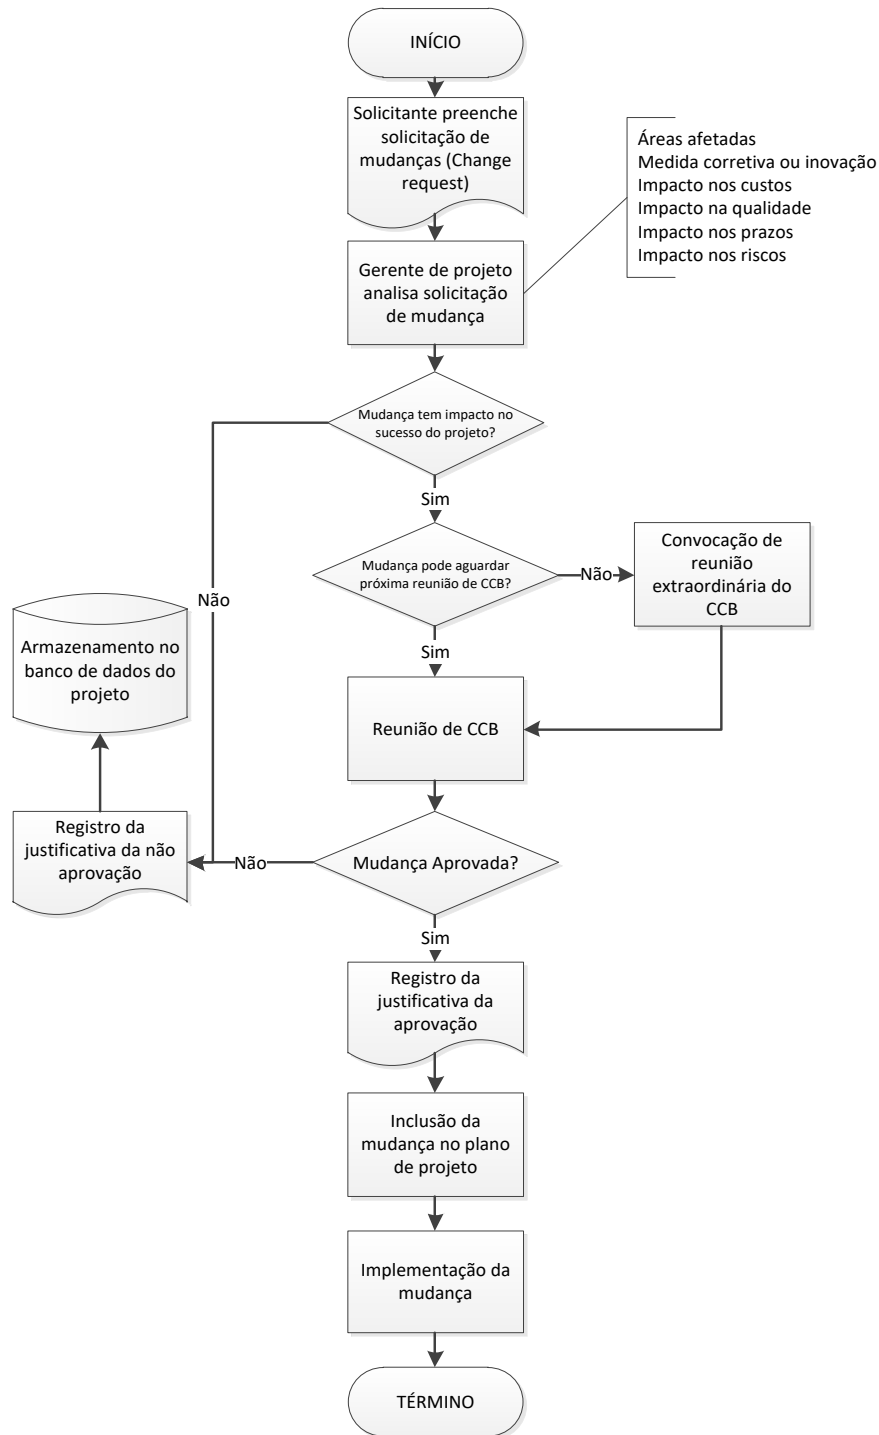 INÍCIO
Solicitante preenche
solicitação de
mudanças (Change
request)
Áreas afetadas
Medida corretiva ou inovação
Impacto nos custos
Impacto na qualidade
Impacto nos prazos
Impacto nos riscos
Gerente de projeto
analisa solicitação
de mudança
Mudança tem impacto no
sucesso do projeto?
Sim
Mudança pode aguardar
próxima reunião de CCB?
Não
Convocação de
reunião
extraordinária do
CCB
Não
Sim
Armazenamento no
banco de dados do
projeto
Reunião de CCB
Registro da
justificativa da não
aprovação
Não
Mudança Aprovada?
Sim
Registro da
justificativa da
aprovação
Inclusão da
mudança no plano
de projeto
Implementação da
mudança
TÉRMINO